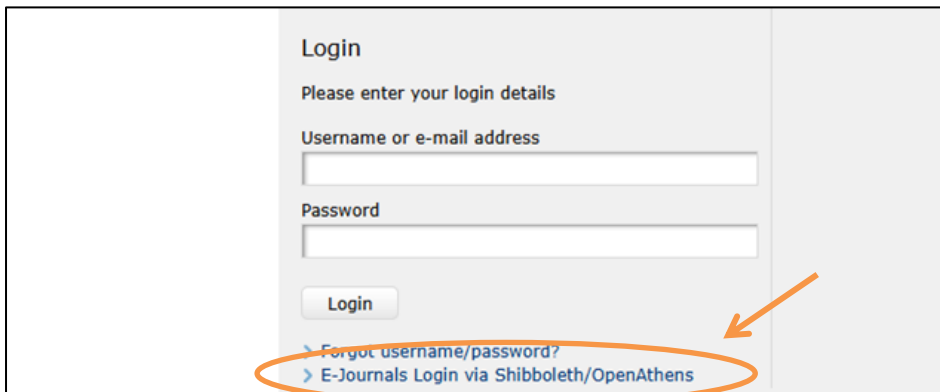 Login
Please enter your login details
Username or e-mail address
Password
Login
Forgot username/password?
E-Journals Login via Shibboleth/OpenAthens